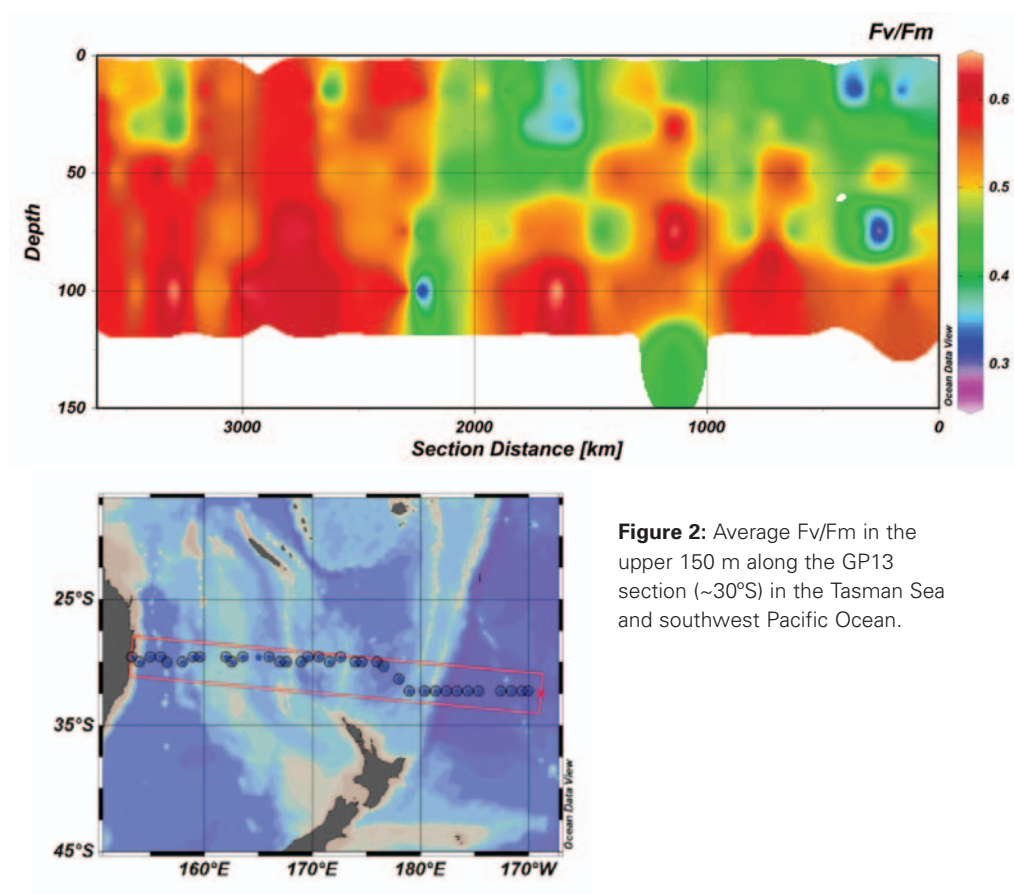 Fv/Fm
0
50
100
150
Depth
3000
2000
1000
0
Section Distance [km]
0.6
0.5
0.4
0.3
Ocean Data View
25°S
35°S
45°S
160°E
170°E
180°E
170°W
Ocean Data View
Figure 2: Average Fv/Fm in the
upper 150 m along the GP13
section (~30°S) in the Tasman Sea
and southwest Pacific Ocean.